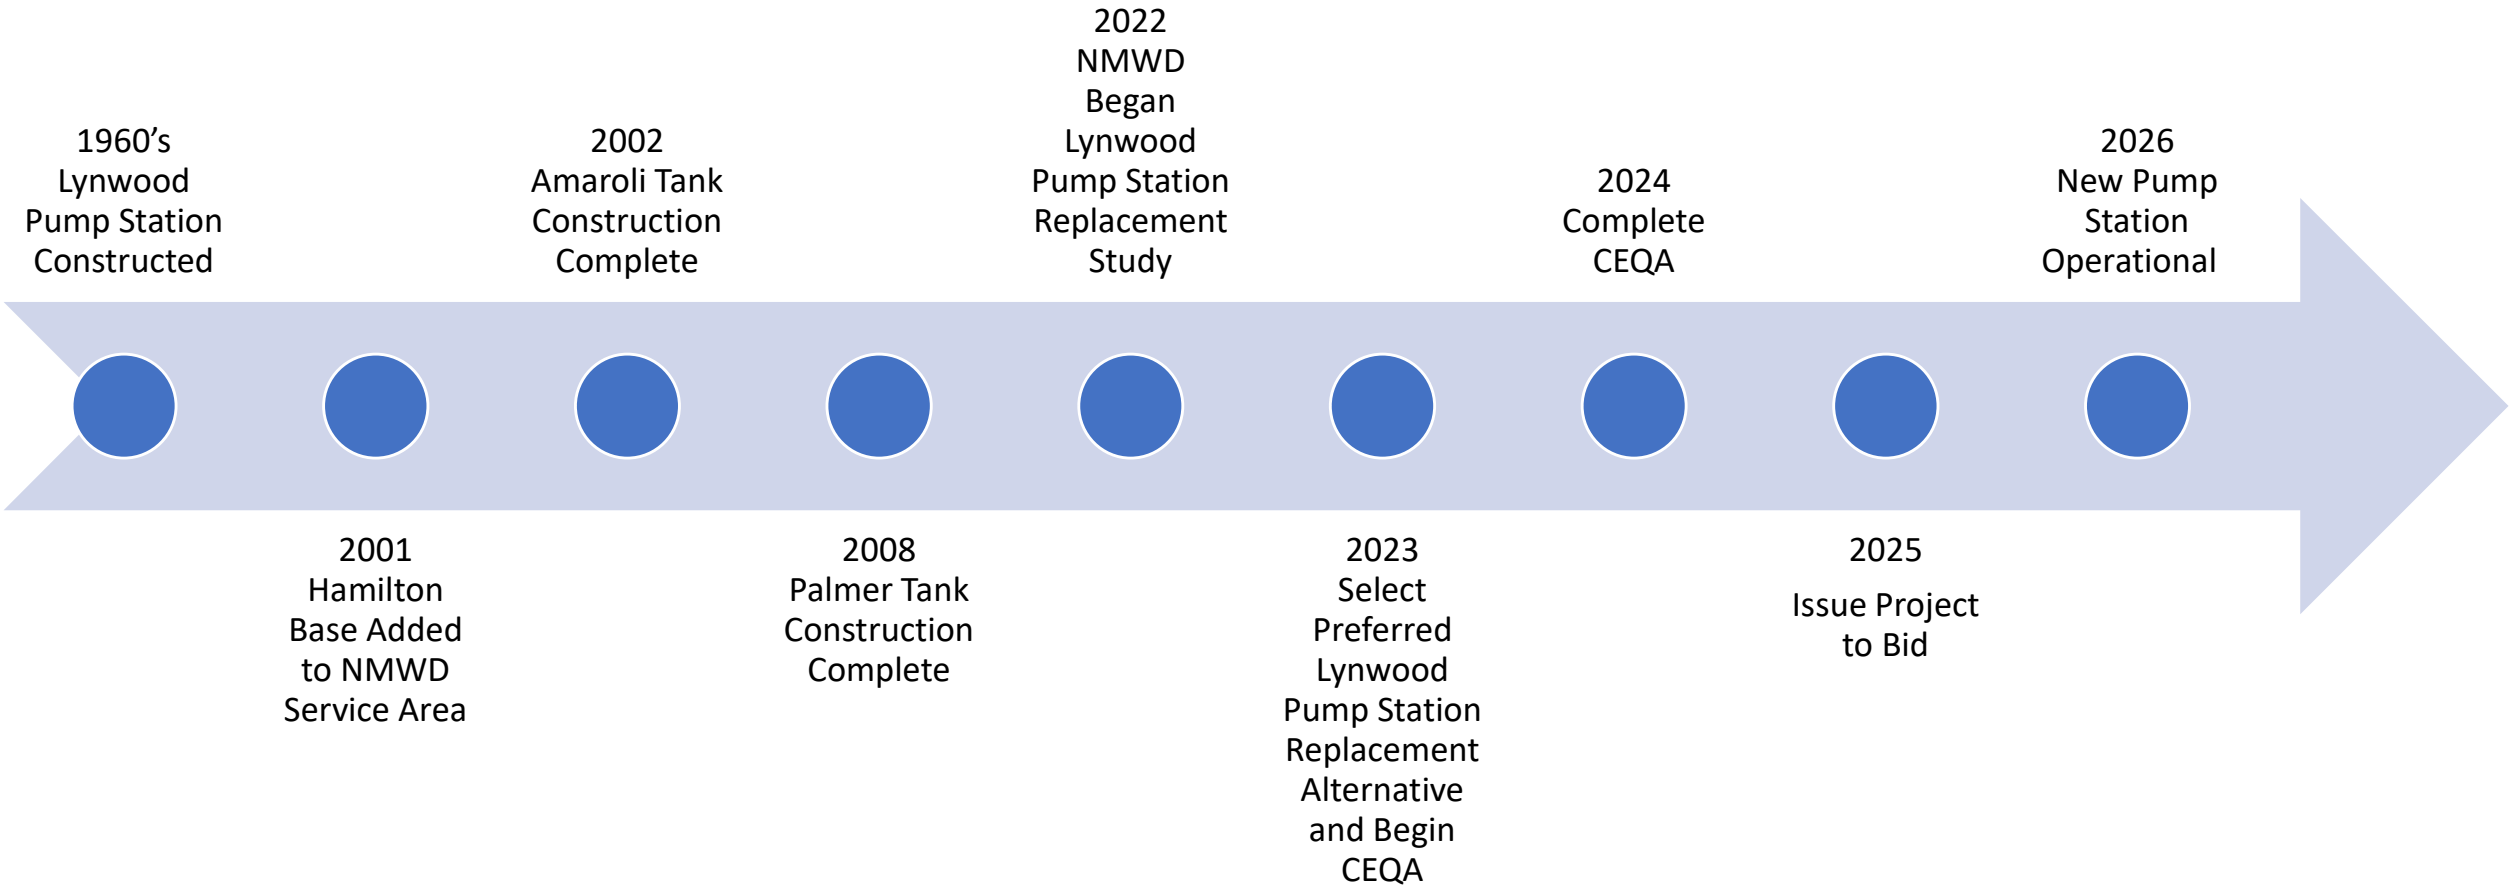 1960’s
Lynwood
Pump Station
Constructed
2001
Hamilton
Base Added
to NMWD
Service Area
2002
Amaroli Tank
Construction
Complete
2008
Palmer Tank
Construction
Complete
2022
NMWD
Began
Lynwood
Pump Station
Replacement
Study
2023
Select
Preferred
Lynwood
Pump Station
Replacement
Alternative
and Begin
CEQA
2024
Complete
CEQA
2025
Issue Project
to Bid
2026
New Pump
Station
Operational